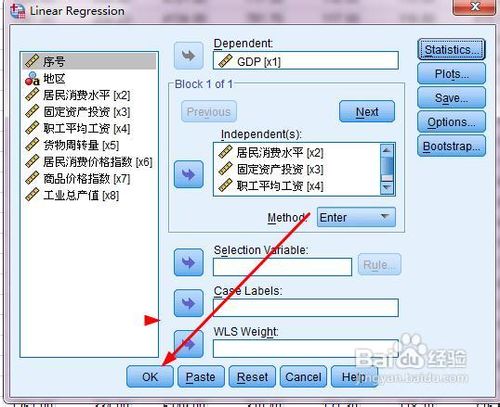 Linear Regression
序号
地区
居民消费水平 [x2]
固定资产投资 [x3]
职工平均工资 [x4]
货物周转量 [x5]
居民消费价格指数 [x6]
商品价格指数 [x7]
工业总产值 [x8]
Dependent:
GDP [x1]
Block 1 of 1
Previous
Next
Independent(s):
居民消费水平 [x2]
固定资产投资 [x3]
职工平均工资 [x4]
Method:
Enter
Selection Variable:
Rule...
Case Labels:
WLS Weight:
Statistics...
Plots...
Save...
Options...
Bootstrap...
OK
Paste
Reset
Cancel
Help
Baidu 经验
jingyan.baidu.com